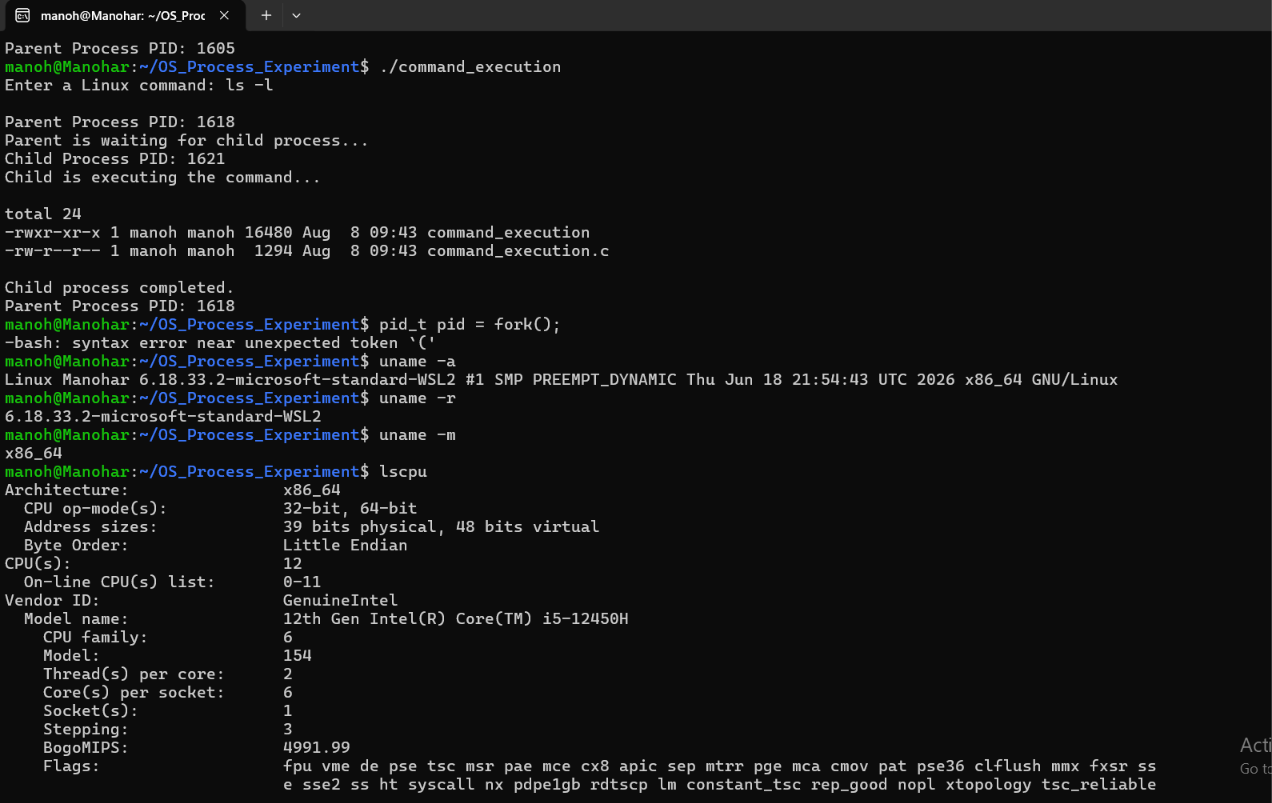 manoh@Manohar: ~/OS_Proc
Parent Process PID: 1605
manoh@Manohar:~/OS_Process_Experiment$ ./command_execution
Enter a Linux command: ls -l
Parent Process PID: 1618
Parent is waiting for child process...
Child Process PID: 1621
Child is executing the command...
total 24
-rwxr-xr-x 1 manoh manoh 16480 Aug  8 09:43 command_execution
-rw-r--r-- 1 manoh manoh  1294 Aug  8 09:43 command_execution.c
Child process completed.
Parent Process PID: 1618
manoh@Manohar:~/OS_Process_Experiment$ pid_t pid = fork();
-bash: syntax error near unexpected token `('
manoh@Manohar:~/OS_Process_Experiment$ uname -a
Linux Manohar 6.18.33.2-microsoft-standard-WSL2 #1 SMP PREEMPT_DYNAMIC Thu Jun 18 21:54:43 UTC 2026 x86_64 GNU/Linux
manoh@Manohar:~/OS_Process_Experiment$ uname -r
6.18.33.2-microsoft-standard-WSL2
manoh@Manohar:~/OS_Process_Experiment$ uname -m
x86_64
manoh@Manohar:~/OS_Process_Experiment$ lscpu
Architecture:                x86_64
  CPU op-mode(s):            32-bit, 64-bit
  Address sizes:             39 bits physical, 48 bits virtual
  Byte Order:                Little Endian
CPU(s):                      12
  On-line CPU(s) list:       0-11
Vendor ID:                   GenuineIntel
  Model name:                12th Gen Intel(R) Core(TM) i5-12450H
    CPU family:              6
    Model:                   154
    Thread(s) per core:      2
    Core(s) per socket:      6
    Socket(s):               1
    Stepping:                3
    BogoMIPS:                4991.99
    Flags:                   fpu vme de pse tsc msr pae mce cx8 apic sep mtrr pge mca cmov pat pse36 clflush mmx fxsr ss
                             e sse2 ss ht syscall nx pdpe1gb rdtscp lm constant_tsc rep_good nopl xtopology tsc_reliable
Acti
Go to